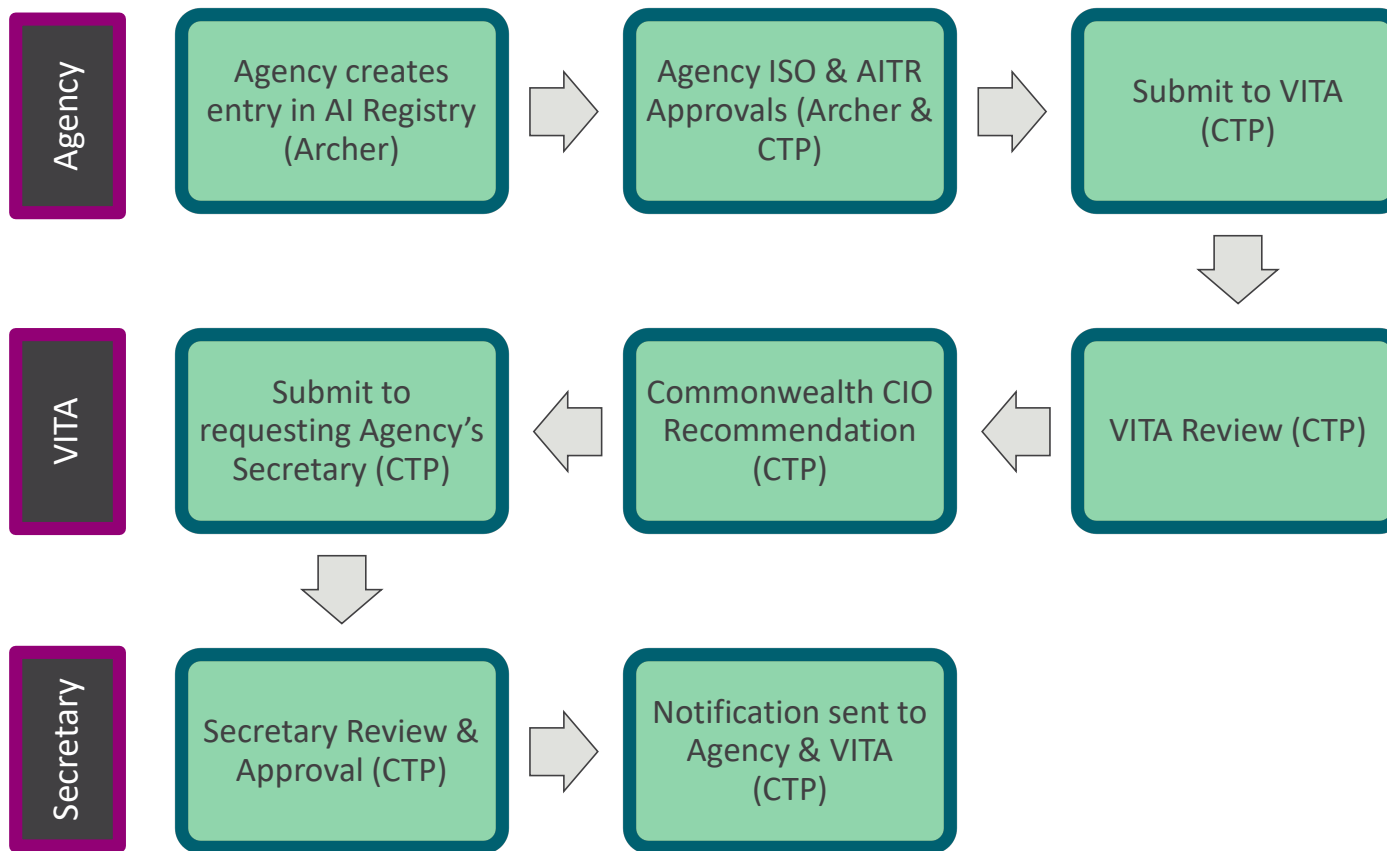 Agency
Agency creates
entry in AI Registry
(Archer)
Agency ISO & AITR
Approvals (Archer &
CTP)
Submit to VITA
(CTP)
VITA
Submit to
requesting Agency’s
Secretary (CTP)
Commonwealth CIO
Recommendation
(CTP)
VITA Review (CTP)
Secretary
Secretary Review &
Approval (CTP)
Notification sent to
Agency & VITA
(CTP)